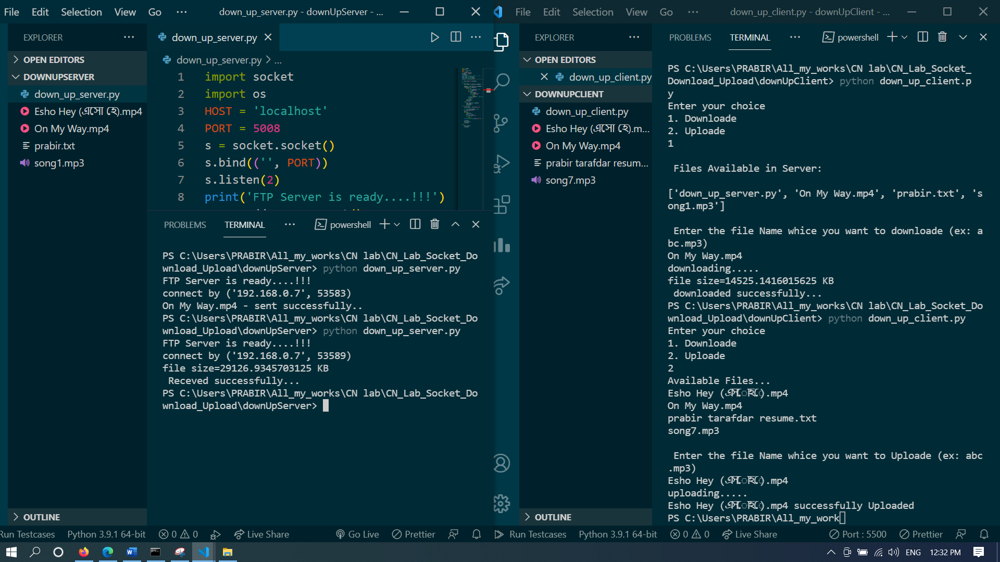 File Edit Selection View Go ··· down_up_server.py - downUpServer - ...
EXPLORER ···
OPEN EDITORS
DOWNUPSERVER
down_up_server.py
Esho Hey (এসো হে).mp4
On My Way.mp4
prabir.txt
song1.mp3
OUTLINE
down_up_server.py
down_up_server.py > ...
1 import socket
2 import os
3 HOST = 'localhost'
4 PORT = 5008
5 s = socket.socket()
6 s.bind(('', PORT))
7 s.listen(2)
8 print('FTP Server is ready....!!!')
PROBLEMS TERMINAL ··· powershell
PS C:\Users\PRABIR\All_my_works\CN lab\CN_Lab_Socket_Do
wnload_Upload\downUpServer> python down_up_server.py
FTP Server is ready....!!!
connect by ('192.168.0.7', 53583)
On My Way.mp4 - sent successfully..
PS C:\Users\PRABIR\All_my_works\CN lab\CN_Lab_Socket_Do
wnload_Upload\downUpServer> python down_up_server.py
FTP Server is ready....!!!
connect by ('192.168.0.7', 53589)
file size=29126.9345703125 KB
Receved successfully...
PS C:\Users\PRABIR\All_my_works\CN lab\CN_Lab_Socket_Do
wnload_Upload\downUpServer>
Run Testcases Python 3.9.1 64-bit 0 0 Live Share Go Live Prettier
File Edit Selection View Go ··· down_up_client.py - downUpClient - ...
EXPLORER ···
OPEN EDITORS
down_up_client.py
DOWNUPCLIENT
down_up_client.py
Esho Hey (এসো হে).m...
On My Way.mp4
prabir tarafdar resum...
song7.mp3
OUTLINE
PROBLEMS TERMINAL ··· powershell
PS C:\Users\PRABIR\All_my_works\CN lab\CN_Lab_Socket_
Download_Upload\downUpClient> python down_up_client.p
y
Enter your choice
1. Downloade
2. Uploade
1
Files Available in Server:
['down_up_server.py', 'On My Way.mp4', 'prabir.txt', 's
ong1.mp3']
Enter the file Name whice you want to downloade (ex: a
bc.mp3)
On My Way.mp4
downloading.....
file size=14525.1416015625 KB
downloaded successfully...
PS C:\Users\PRABIR\All_my_works\CN lab\CN_Lab_Socket_Do
wnload_Upload\downUpClient> python down_up_client.py
Enter your choice
1. Downloade
2. Uploade
2
Available Files...
Esho Hey (এসো হে).mp4
On My Way.mp4
prabir tarafdar resume.txt
song7.mp3
Enter the file Name whice you want to Uploade (ex: abc
.mp3)
Esho Hey (এসো হে).mp4
uploading.....
Esho Hey (এসো হে).mp4 successfully Uploaded
PS C:\Users\PRABIR\All_my_work
Run Testcases Python 3.9.1 64-bit 0 0 Live Share Port : 5500 Prettier
ENG 12:32 PM